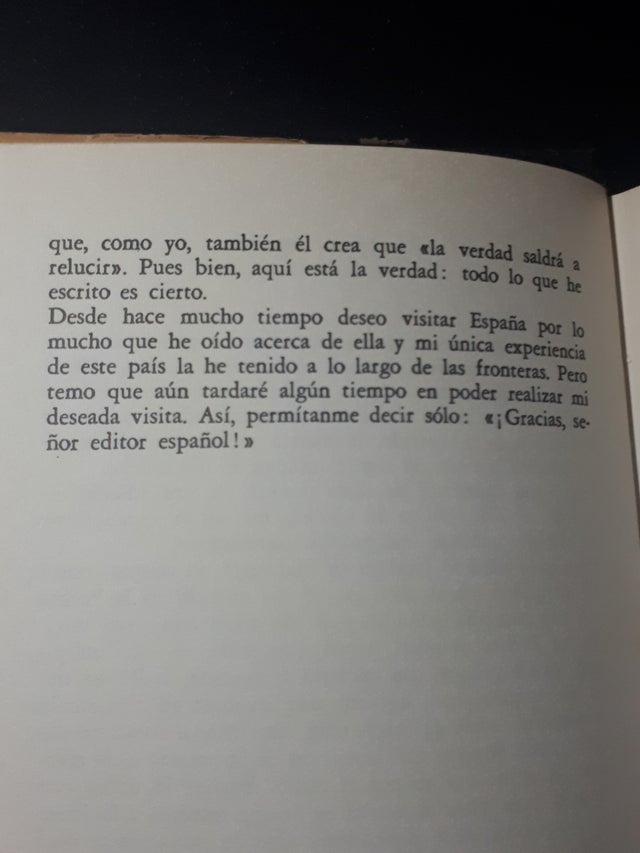 que, como yo, también él crea que «la verdad saldrá a
relucir». Pues bien, aquí está la verdad: todo lo que he
escrito es cierto.
Desde hace mucho tiempo deseo visitar España por lo
mucho que he oído acerca de ella y mi única experiencia
de este país la he tenido a lo largo de las fronteras. Pero
temo que aún tardaré algún tiempo en poder realizar mi
deseada visita. Así, permítanme decir sólo: «¡Gracias, se-
ñor editor español!»